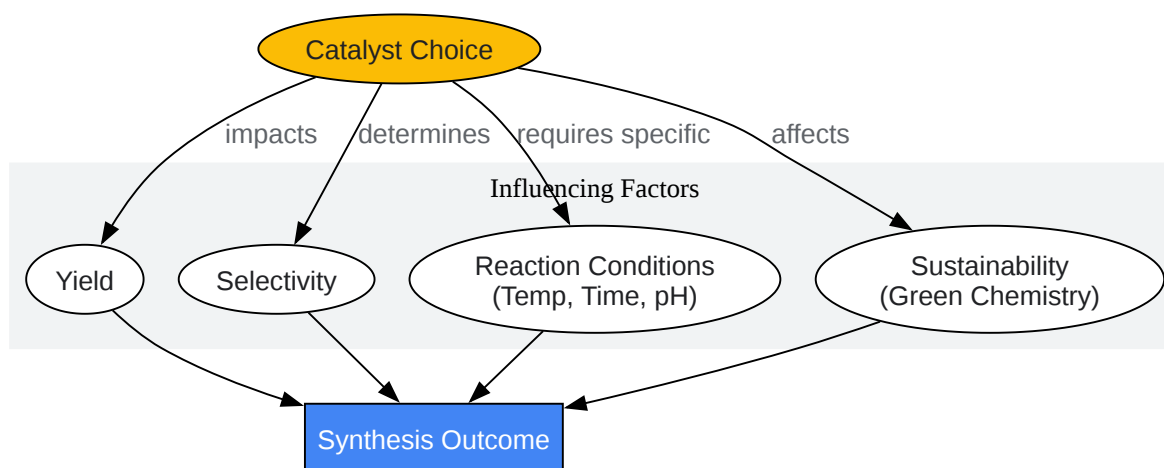 Catalyst Choice
impacts
determines
requires specific
affects
Influencing Factors
Yield
Selectivity
Reaction Conditions
(Temp, Time, pH)
Sustainability
(Green Chemistry)
Synthesis Outcome